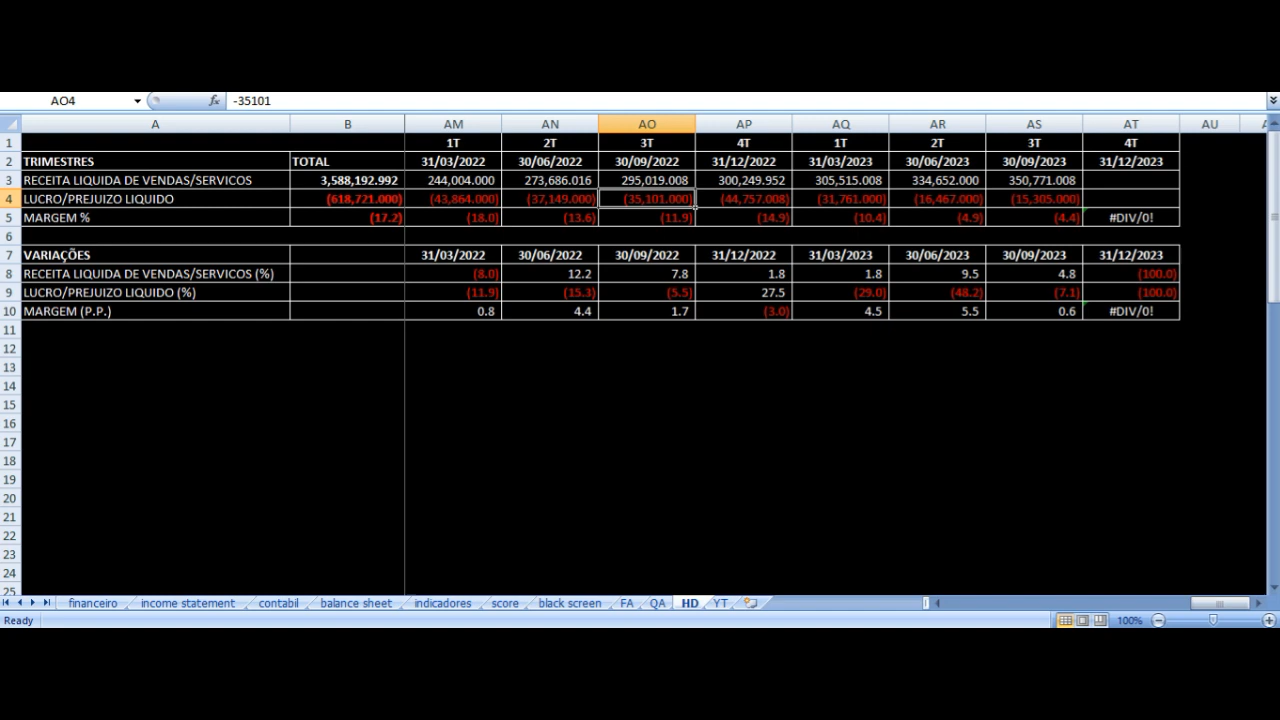 AO4 fx -35101
A B AM AN AO AP AQ AR AS AT AU
1 1T 2T 3T 4T 1T 2T 3T 4T
2 TRIMESTRES TOTAL 31/03/2022 30/06/2022 30/09/2022 31/12/2022 31/03/2023 30/06/2023 30/09/2023 31/12/2023
3 RECEITA LIQUIDA DE VENDAS/SERVICOS 3,588,192.992 244,004.000 273,686.016 295,019.008 300,249.952 305,515.008 334,652.000 350,771.008
4 LUCRO/PREJUIZO LIQUIDO (618,721.000) (43,864.000) (37,149.000) (35,101.000) (44,757.008) (31,761.000) (16,467.000) (15,305.000)
5 MARGEM % (17.2) (18.0) (13.6) (11.9) (14.9) (10.4) (4.9) (4.4) #DIV/0!
6
7 VARIAÇÕES 31/03/2022 30/06/2022 30/09/2022 31/12/2022 31/03/2023 30/06/2023 30/09/2023 31/12/2023
8 RECEITA LIQUIDA DE VENDAS/SERVICOS (%) (8.0) 12.2 7.8 1.8 1.8 9.5 4.8 (100.0)
9 LUCRO/PREJUIZO LIQUIDO (%) (11.9) (15.3) (5.5) 27.5 (29.0) (48.2) (7.1) (100.0)
10 MARGEM (P.P.) 0.8 4.4 1.7 (3.0) 4.5 5.5 0.6 #DIV/0!
11
12
13
14
15
16
17
18
19
20
21
22
23
24
25
financeiro income statement contabil balance sheet indicadores score black screen FA QA HD YT
Ready 100%